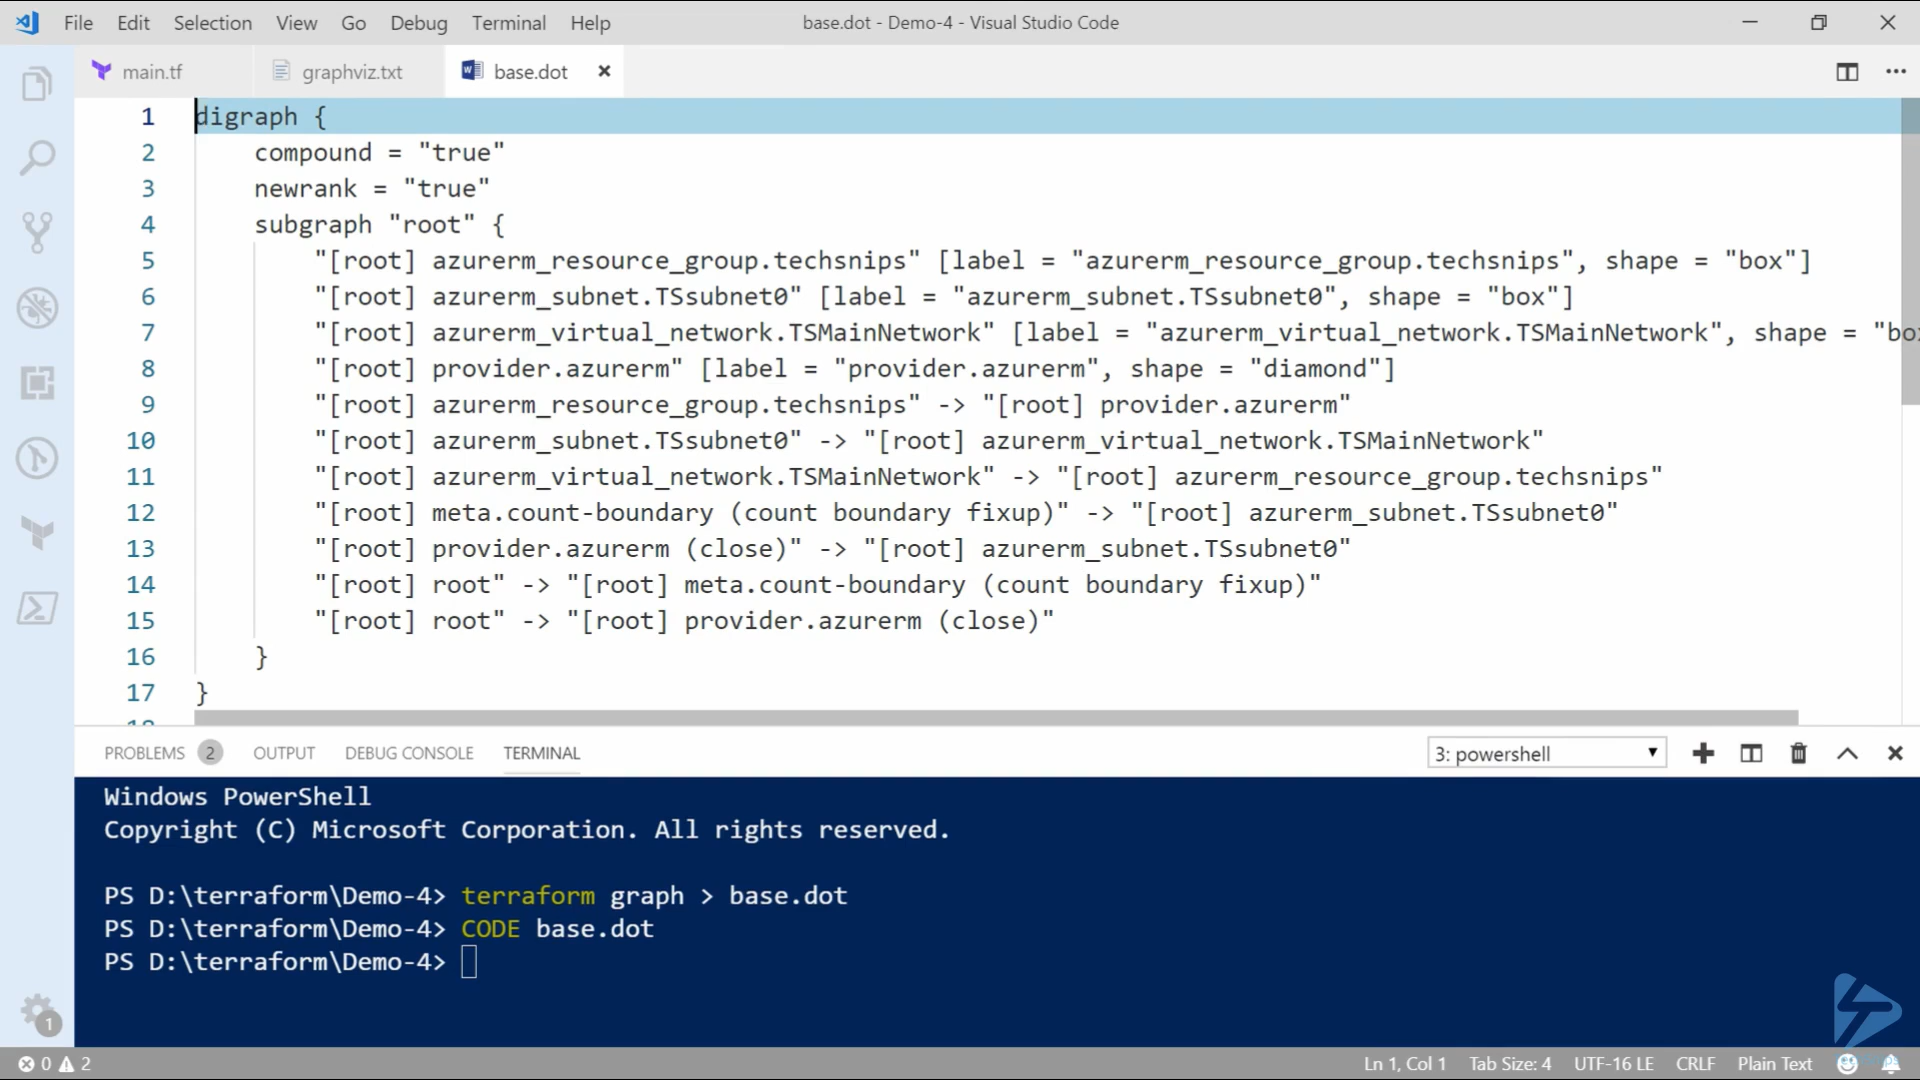 File Edit Selection View Go Debug Terminal Help base.dot - Demo-4 - Visual Studio Code
main.tf graphviz.txt base.dot
1 digraph {
2 compound = "true"
3 newrank = "true"
4 subgraph "root" {
5 "[root] azurerm_resource_group.techsnips" [label = "azurerm_resource_group.techsnips", shape = "box"]
6 "[root] azurerm_subnet.TSsubnet0" [label = "azurerm_subnet.TSsubnet0", shape = "box"]
7 "[root] azurerm_virtual_network.TSMainNetwork" [label = "azurerm_virtual_network.TSMainNetwork", shape = "bo
8 "[root] provider.azurerm" [label = "provider.azurerm", shape = "diamond"]
9 "[root] azurerm_resource_group.techsnips" -> "[root] provider.azurerm"
10 "[root] azurerm_subnet.TSsubnet0" -> "[root] azurerm_virtual_network.TSMainNetwork"
11 "[root] azurerm_virtual_network.TSMainNetwork" -> "[root] azurerm_resource_group.techsnips"
12 "[root] meta.count-boundary (count boundary fixup)" -> "[root] azurerm_subnet.TSsubnet0"
13 "[root] provider.azurerm (close)" -> "[root] azurerm_subnet.TSsubnet0"
14 "[root] root" -> "[root] meta.count-boundary (count boundary fixup)"
15 "[root] root" -> "[root] provider.azurerm (close)"
16 }
17 }
PROBLEMS 2 OUTPUT DEBUG CONSOLE TERMINAL 3: powershell
Windows PowerShell
Copyright (C) Microsoft Corporation. All rights reserved.
PS D:\terraform\Demo-4> terraform graph > base.dot
PS D:\terraform\Demo-4> CODE base.dot
PS D:\terraform\Demo-4>
1
0 2 Ln 1, Col 1 Tab Size: 4 UTF-16 LE CRLF Plain Text